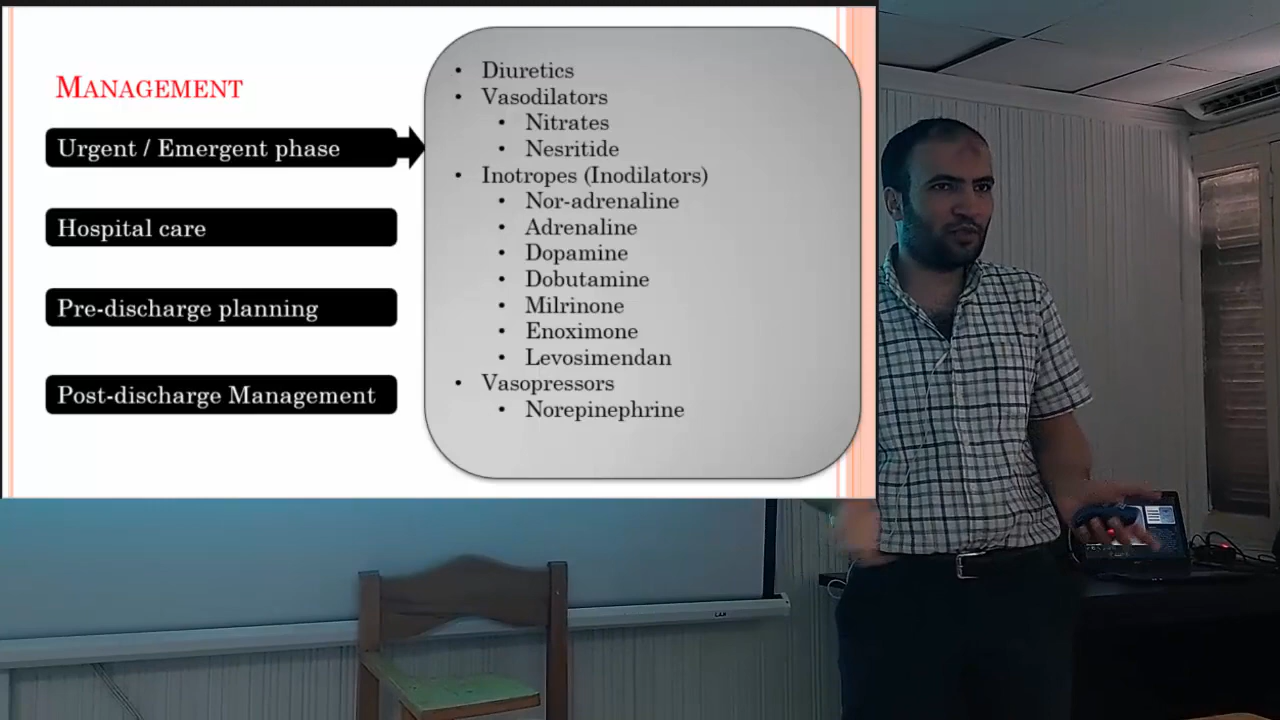 MANAGEMENT
Urgent / Emergent phase
Hospital care
Pre-discharge planning
Post-discharge Management
• Diuretics
• Vasodilators
• Nitrates
• Nesritide
• Inotropes (Inodilators)
• Nor-adrenaline
• Adrenaline
• Dopamine
• Dobutamine
• Milrinone
• Enoximone
• Levosimendan
• Vasopressors
• Norepinephrine